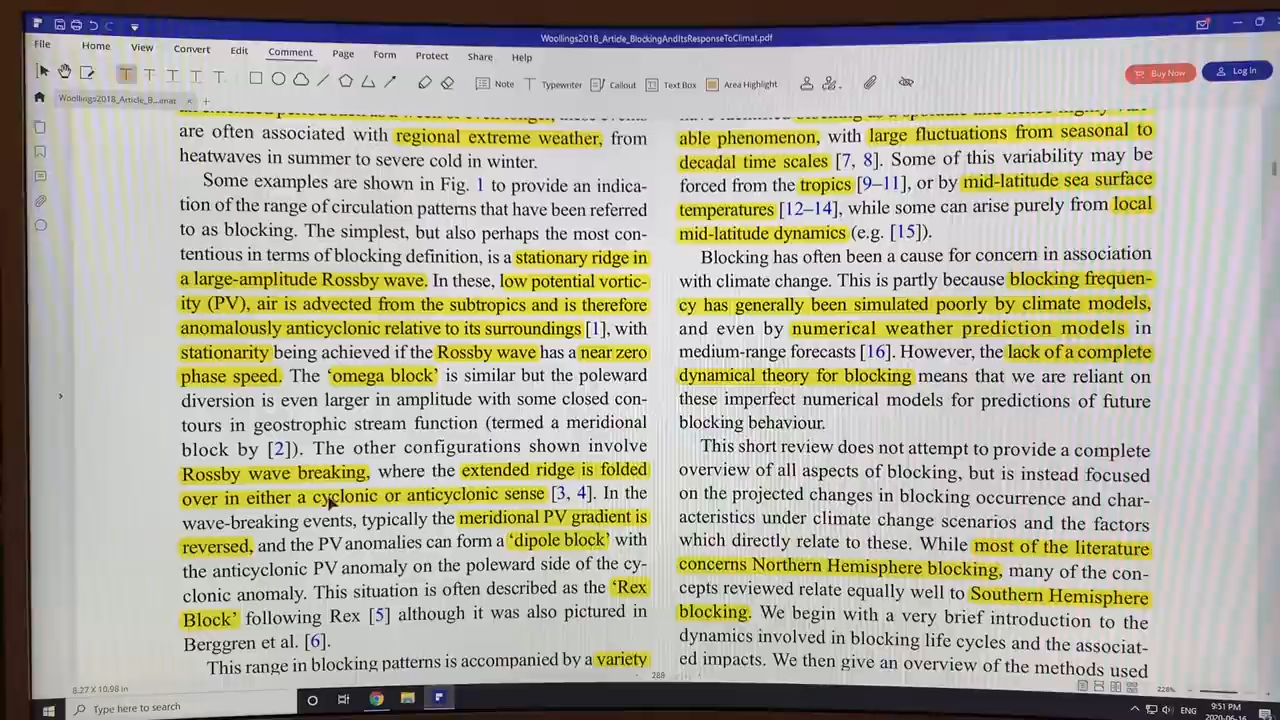 Woollings2018_Article_BlockingAndItsResponseToClimat.pdf
File Home View Convert Edit Comment Page Form Protect Share Help
Note Typewriter Callout Text Box Area Highlight
Buy Now Log In
Woollings2018_Article_B...enat
are often associated with regional extreme weather, from
heatwaves in summer to severe cold in winter.
Some examples are shown in Fig. 1 to provide an indica-
tion of the range of circulation patterns that have been referred
to as blocking. The simplest, but also perhaps the most con-
tentious in terms of blocking definition, is a stationary ridge in
a large-amplitude Rossby wave. In these, low potential vortic-
ity (PV), air is advected from the subtropics and is therefore
anomalously anticyclonic relative to its surroundings [1], with
stationarity being achieved if the Rossby wave has a near zero
phase speed. The ‘omega block’ is similar but the poleward
diversion is even larger in amplitude with some closed con-
tours in geostrophic stream function (termed a meridional
block by [2]). The other configurations shown involve
Rossby wave breaking, where the extended ridge is folded
over in either a cyclonic or anticyclonic sense [3, 4]. In the
wave-breaking events, typically the meridional PV gradient is
reversed, and the PV anomalies can form a ‘dipole block’ with
the anticyclonic PV anomaly on the poleward side of the cy-
clonic anomaly. This situation is often described as the ‘Rex
Block’ following Rex [5] although it was also pictured in
Berggren et al. [6].
This range in blocking patterns is accompanied by a variety
able phenomenon, with large fluctuations from seasonal to
decadal time scales [7, 8]. Some of this variability may be
forced from the tropics [9–11], or by mid-latitude sea surface
temperatures [12–14], while some can arise purely from local
mid-latitude dynamics (e.g. [15]).
Blocking has often been a cause for concern in association
with climate change. This is partly because blocking frequen-
cy has generally been simulated poorly by climate models,
and even by numerical weather prediction models in
medium-range forecasts [16]. However, the lack of a complete
dynamical theory for blocking means that we are reliant on
these imperfect numerical models for predictions of future
blocking behaviour.
This short review does not attempt to provide a complete
overview of all aspects of blocking, but is instead focused
on the projected changes in blocking occurrence and char-
acteristics under climate change scenarios and the factors
which directly relate to these. While most of the literature
concerns Northern Hemisphere blocking, many of the con-
cepts reviewed relate equally well to Southern Hemisphere
blocking. We begin with a very brief introduction to the
dynamics involved in blocking life cycles and the associat-
ed impacts. We then give an overview of the methods used
8.27 x 10.98 in
288
228%
Type here to search
ENG
9:51 PM
2020-06-16